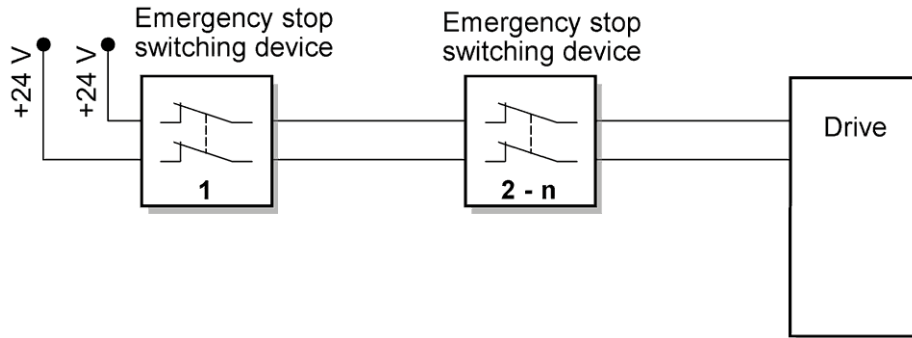 Emergency stop
switching device
Emergency stop
switching device
+24 V
+24 V
Drive
1
2 - n